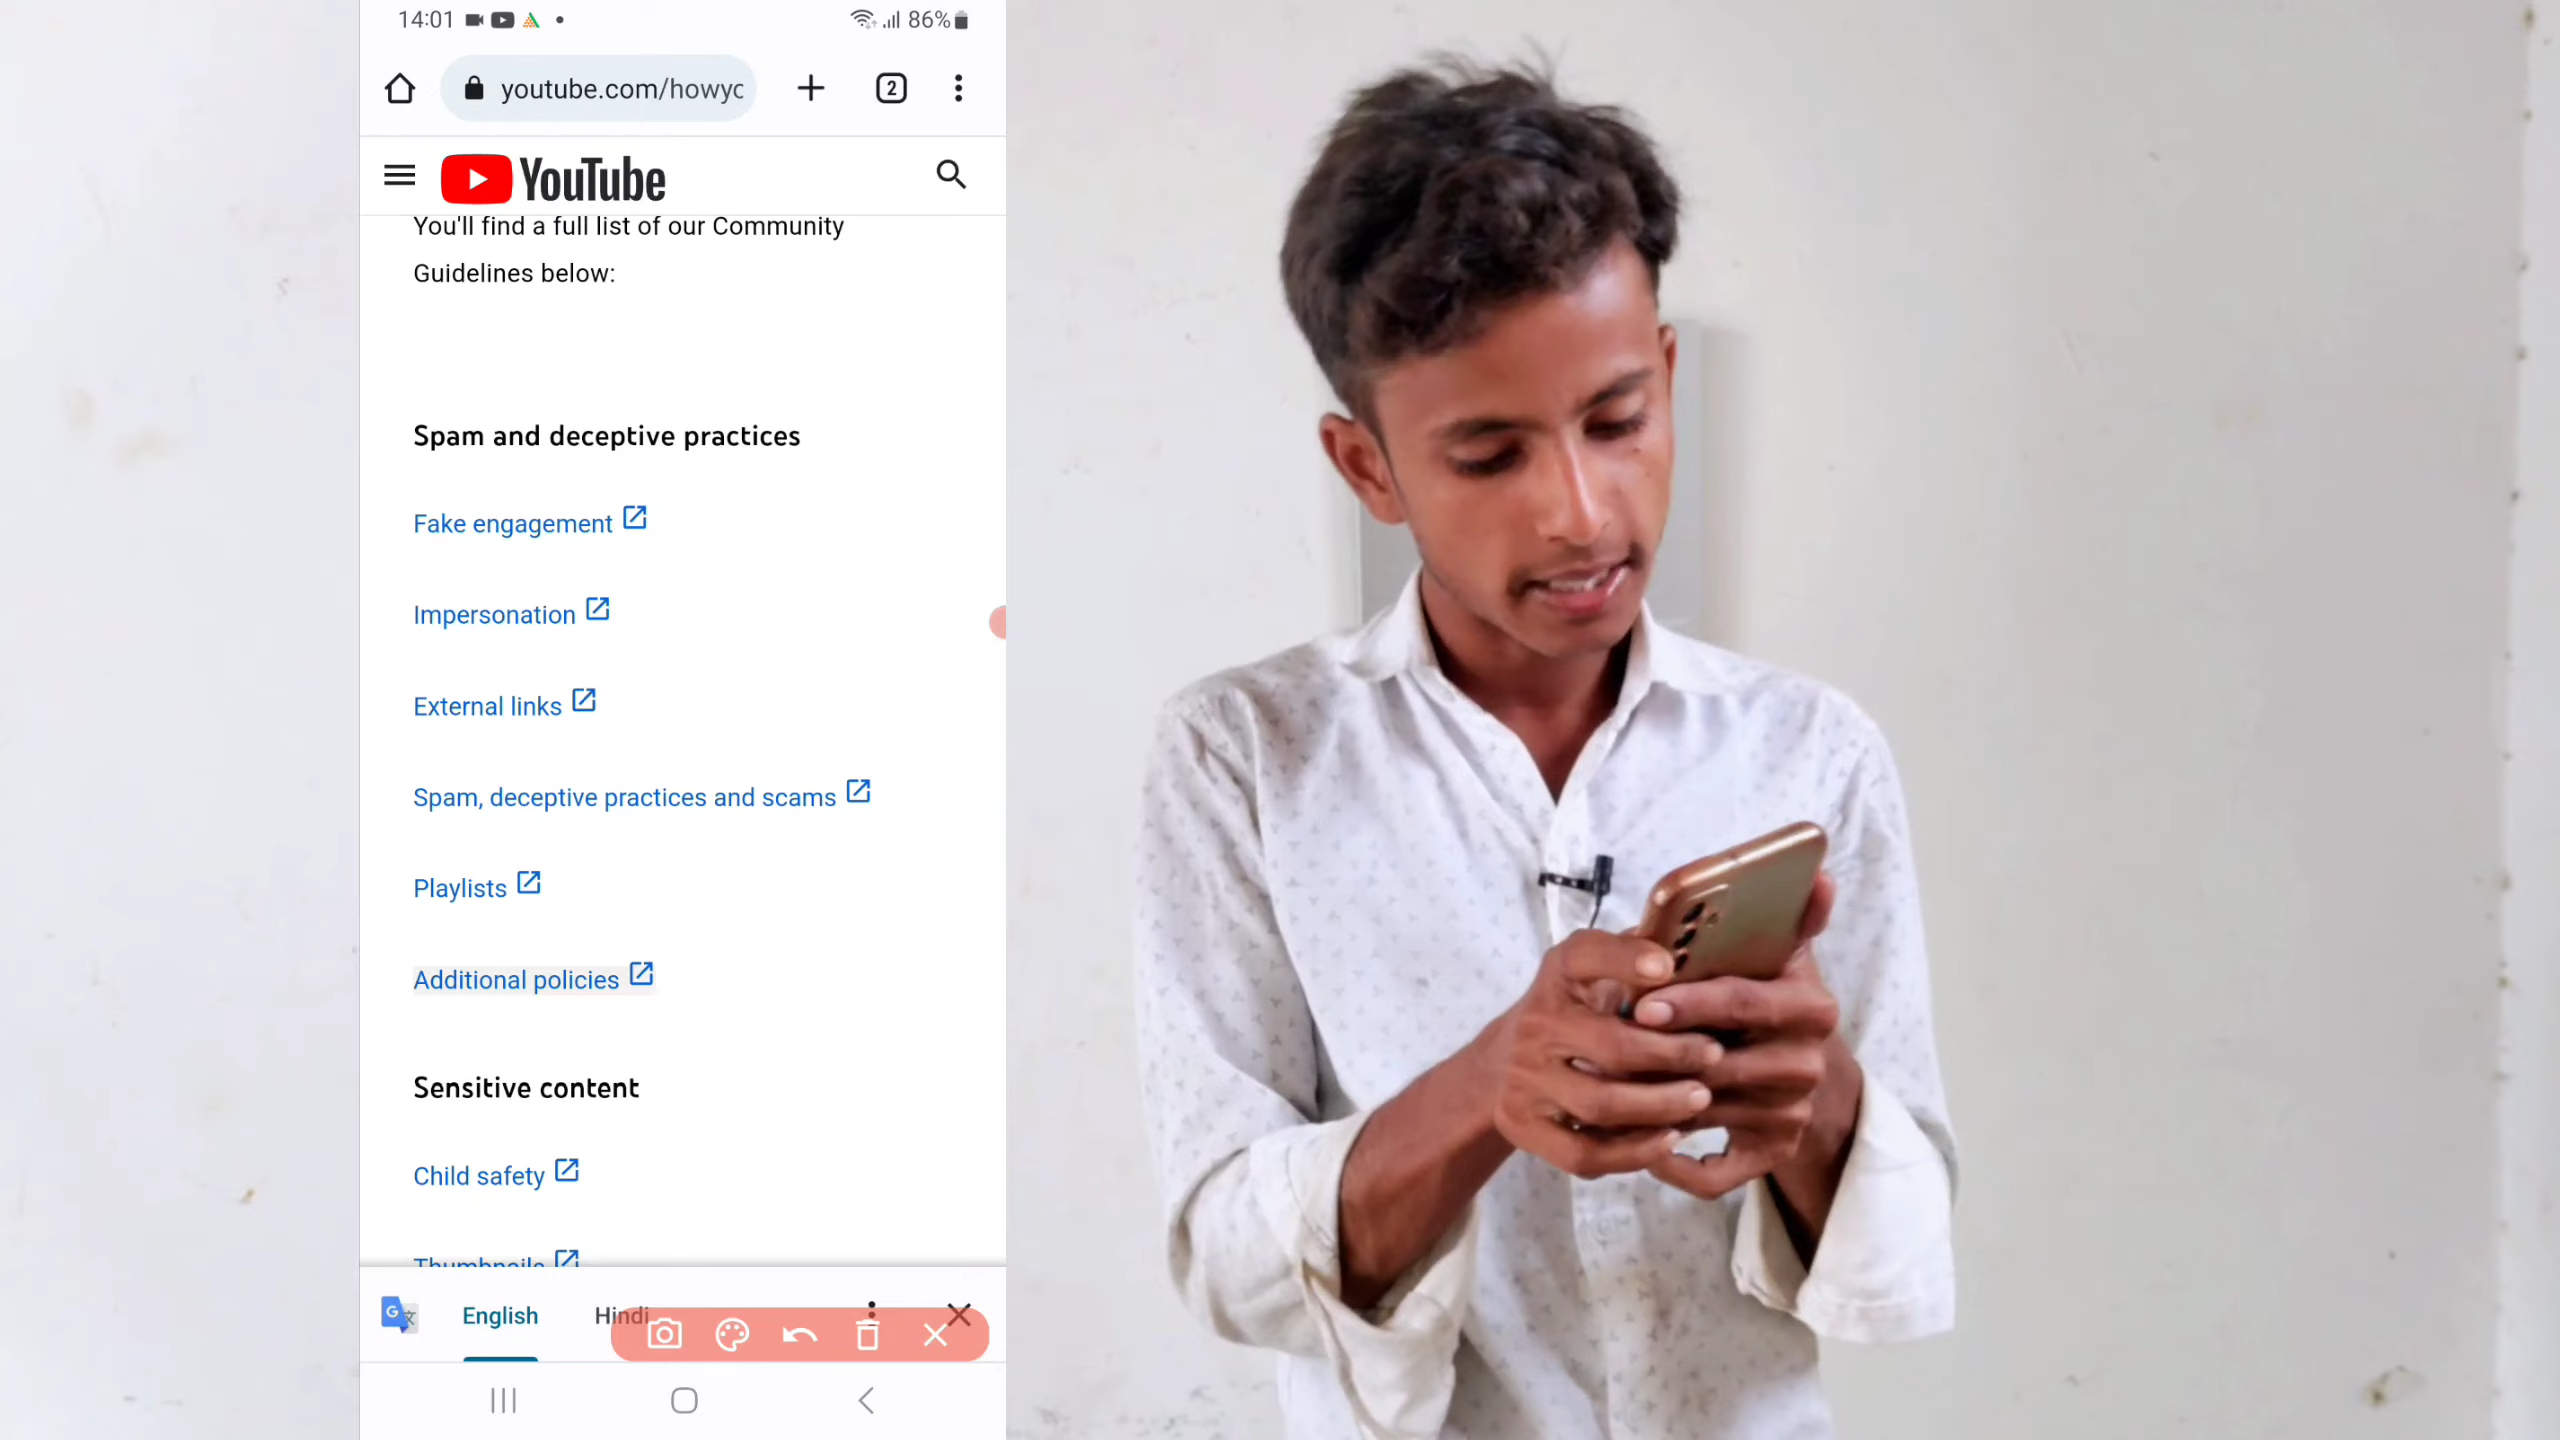 14:01
86%
youtube.com/howyc
2
YouTube
You'll find a full list of our Community
Guidelines below:
Spam and deceptive practices
Fake engagement
Impersonation
External links
Spam, deceptive practices and scams
Playlists
Additional policies
Sensitive content
Child safety
Thumbnails
English
Hindi